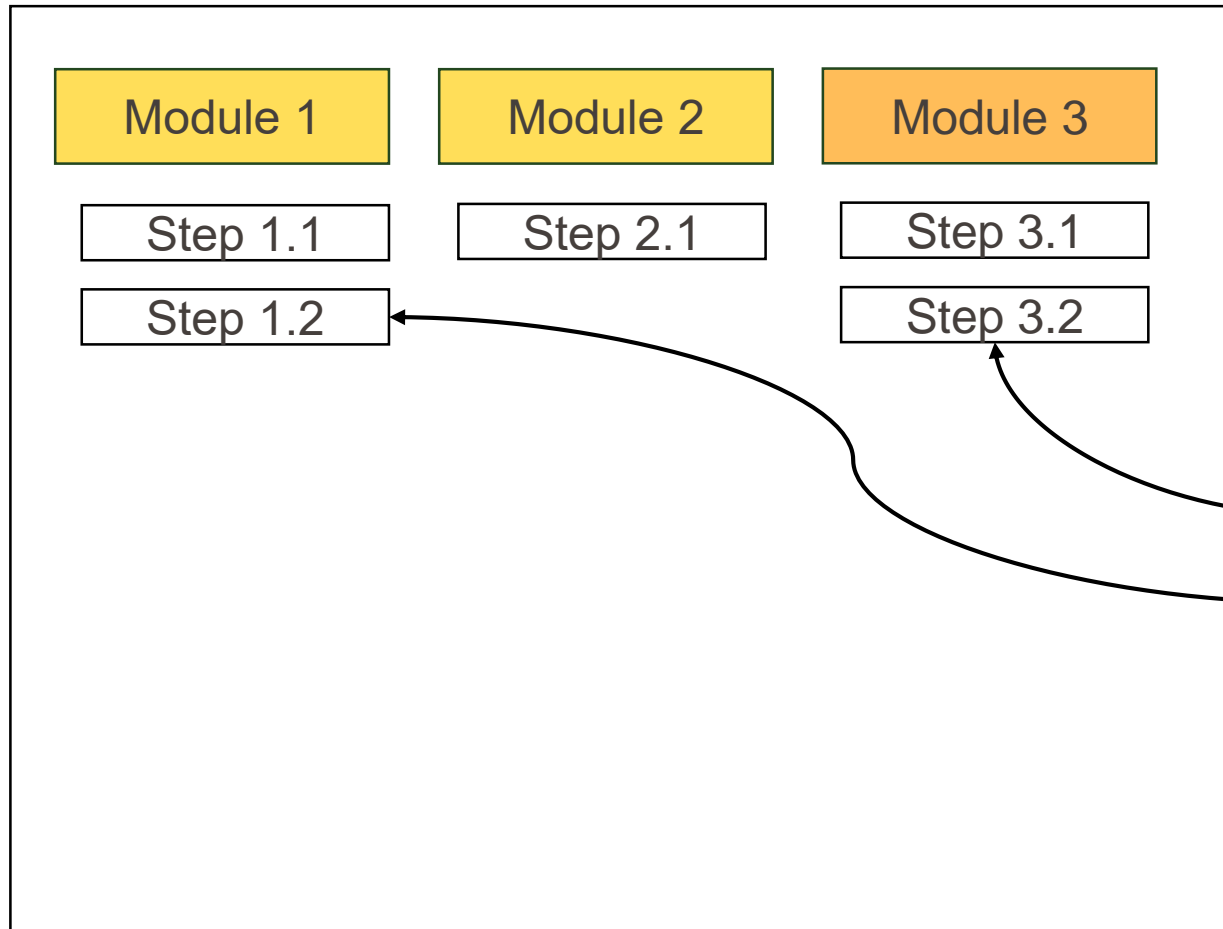 Module 1
Module 2
Module 3
Step 1.1
Step 2.1
Step 3.1
Step 1.2
Step 3.2